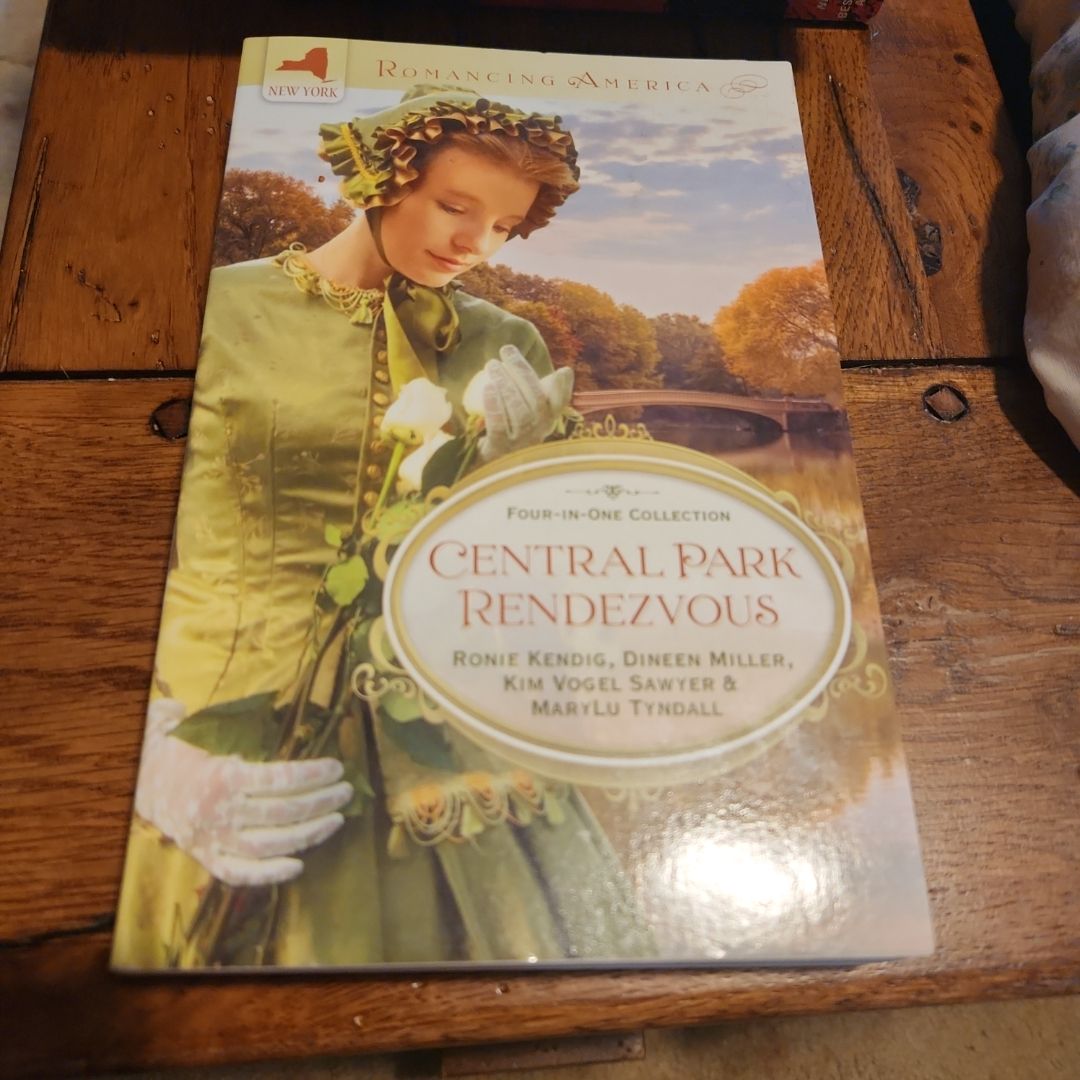 NEW YORK
ROMANCING AMERICA
FOUR-IN-ONE COLLECTION
CENTRAL PARK
RENDEZVOUS
RONIE KENDIG, DINEEN MILLER,
KIM VOGEL SAWYER &
MARYLU TYNDALL